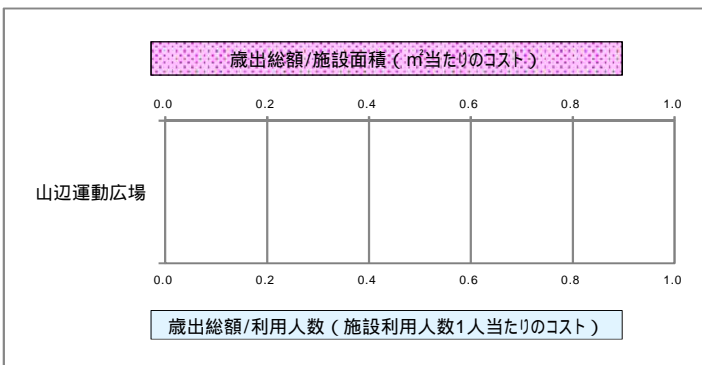 歳出総額/施設面積（㎡当たりのコスト）
0.0 0.2 0.4 0.6 0.8 1.0
山辺運動広場
0.0 0.2 0.4 0.6 0.8 1.0
歳出総額/利用人数（施設利用人数1人当たりのコスト）